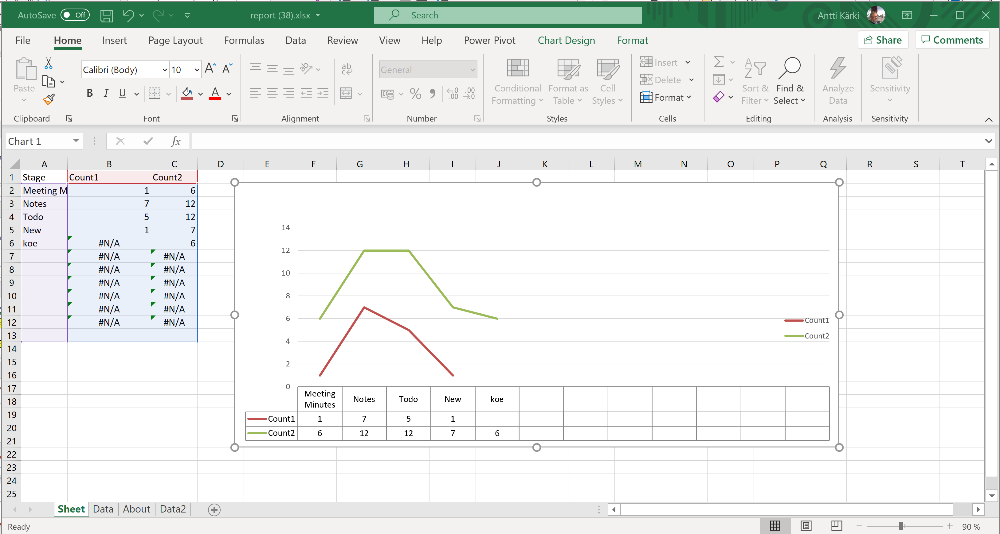 AutoSave Off report (38).xlsx Search Antti Kärki
File Home Insert Page Layout Formulas Data Review View Help Power Pivot Chart Design Format Share Comments
Paste
Calibri (Body) 10
B I U A
ab
c
General
% 
Conditional Formatting
Format as Table
Cell Styles
Insert
Delete
Format
Sort & Filter
Find & Select
Analyze Data
Sensitivity
Clipboard Font Alignment Number Styles Cells Editing Analysis Sensitivity
Chart 1 fx
A B C D E F G H I J K L M N O P Q R S T
1 Stage Count1 Count2
2 Meeting M 1 6
3 Notes 7 12
4 Todo 5 12
5 New 1 7
6 koe #N/A 6
7 #N/A #N/A
8 #N/A #N/A
9 #N/A #N/A
10 #N/A #N/A
11 #N/A #N/A
12 #N/A #N/A
13
14
15
16
17
18
19
20
21
22
23
24
25
14
12
10
8
6
4
2
0
Count1
Count2
Meeting Minutes Notes Todo New koe
Count1 1 7 5 1
Count2 6 12 12 7 6
Sheet Data About Data2
Ready 90 %